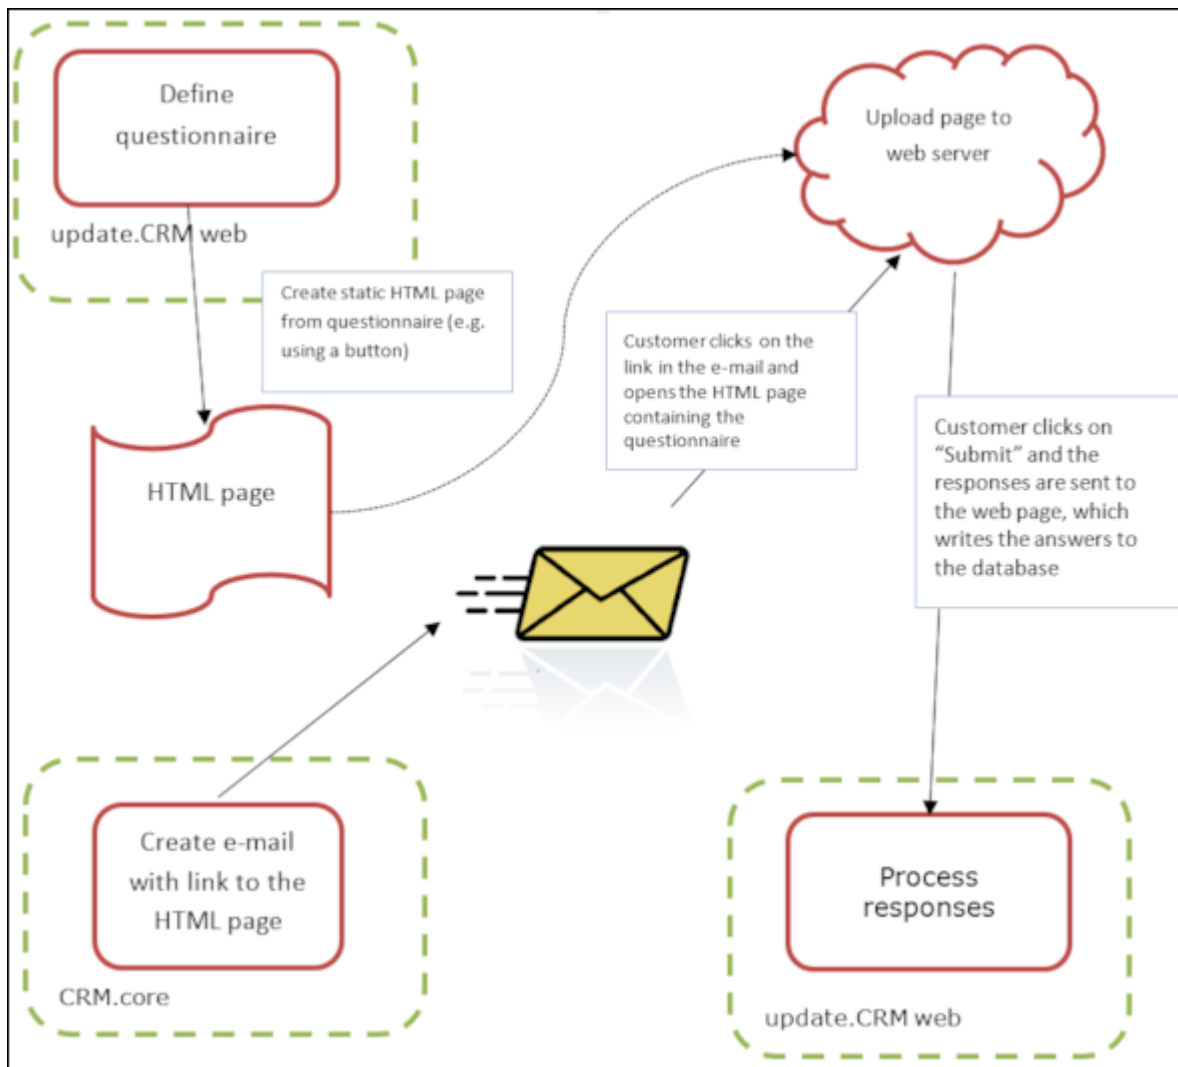 Define
questionnaire
update.CRM web
Create static HTML page
from questionnaire (e.g.
using a button)
HTML page
Upload page to
web server
Customer clicks on the
link in the e-mail and
opens the HTML page
containing the
questionnaire
Customer clicks on
“Submit” and the
responses are sent to
the web page, which
writes the answers to
the database
Create e-mail
with link to the
HTML page
CRM.core
Process
responses
update.CRM web